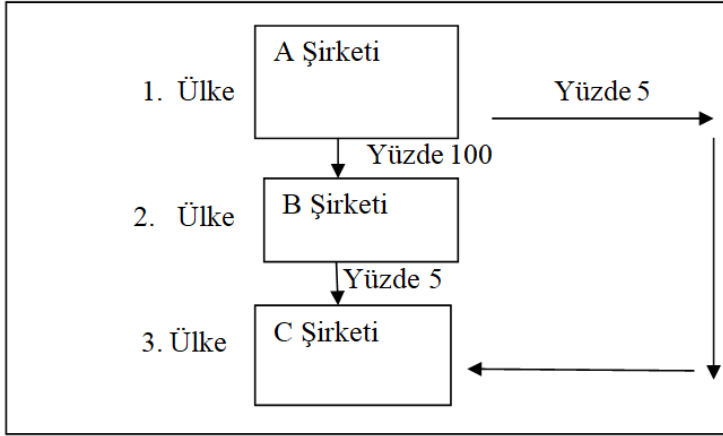 A Şirketi
1. Ülke
Yüzde 5
Yüzde 100
B Şirketi
2. Ülke
Yüzde 5
C Şirketi
3. Ülke